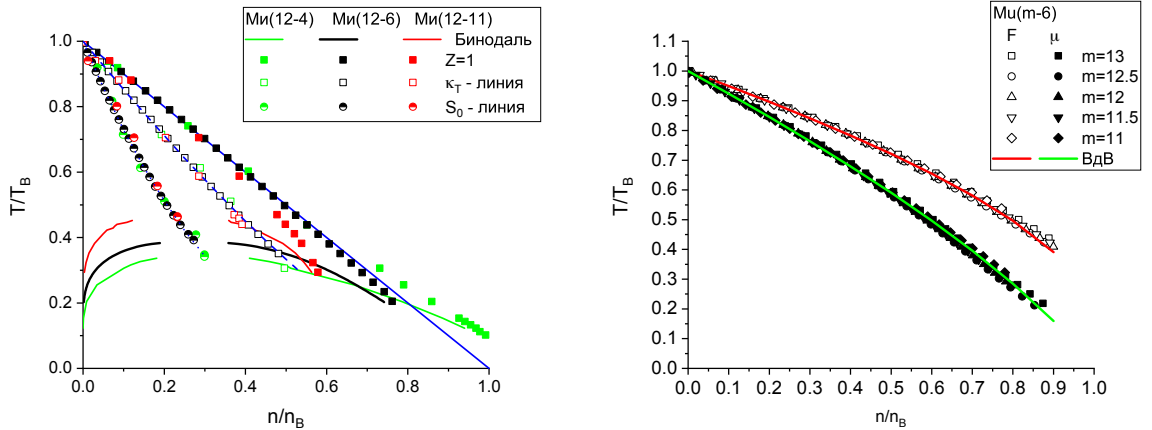 Ми(12-4) Ми(12-6) Ми(12-11)
Бинодаль
Z=1
κT - линия
S0 - линия
1.0
0.8
0.6
0.4
0.2
0.0
T/TB
0.0 0.2 0.4 0.6 0.8 1.0
n/nB
Mu(m-6)
F μ
m=13
m=12.5
m=12
m=11.5
m=11
ВдВ
1.1
1.0
0.9
0.8
0.7
0.6
0.5
0.4
0.3
0.2
0.1
0.0
T/TB
0.0 0.1 0.2 0.3 0.4 0.5 0.6 0.7 0.8 0.9 1.0
n/nB